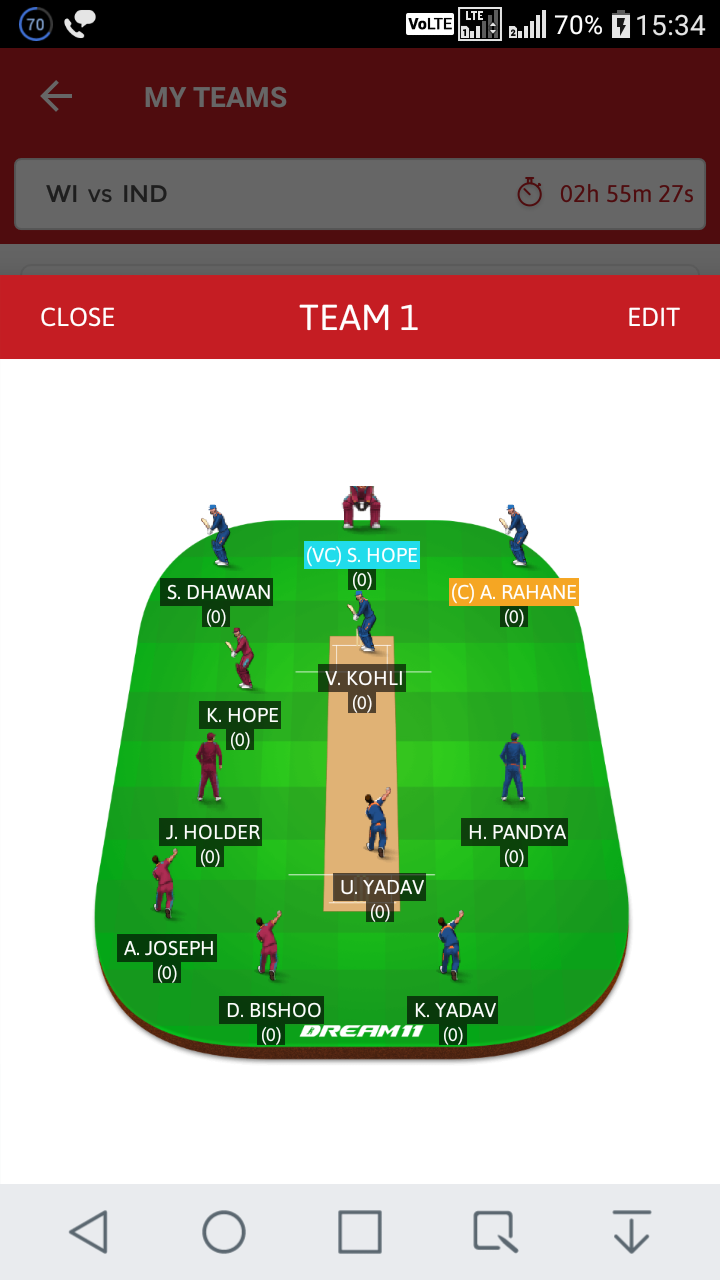 70 VoLTE LTE 1 2 70% 15:34
MY TEAMS
WI vs IND 02h 55m 27s
CLOSE TEAM 1 EDIT
(VC) S. HOPE
(0)
S. DHAWAN
(0)
(C) A. RAHANE
(0)
V. KOHLI
(0)
K. HOPE
(0)
J. HOLDER
(0)
H. PANDYA
(0)
U. YADAV
(0)
A. JOSEPH
(0)
D. BISHOO
(0)
K. YADAV
(0)
DREAM11